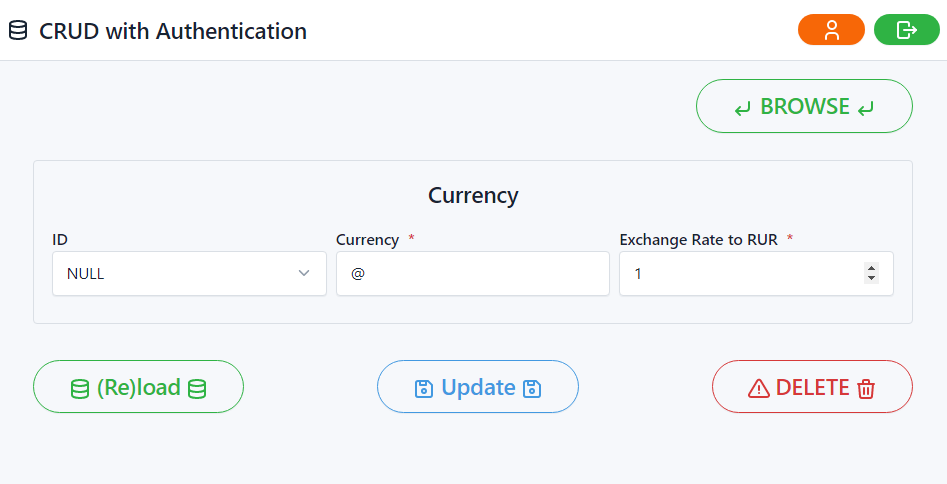 CRUD with Authentication
BROWSE
Currency
ID
Currency *
Exchange Rate to RUR *
NULL
@
1
(Re)load
Update
DELETE